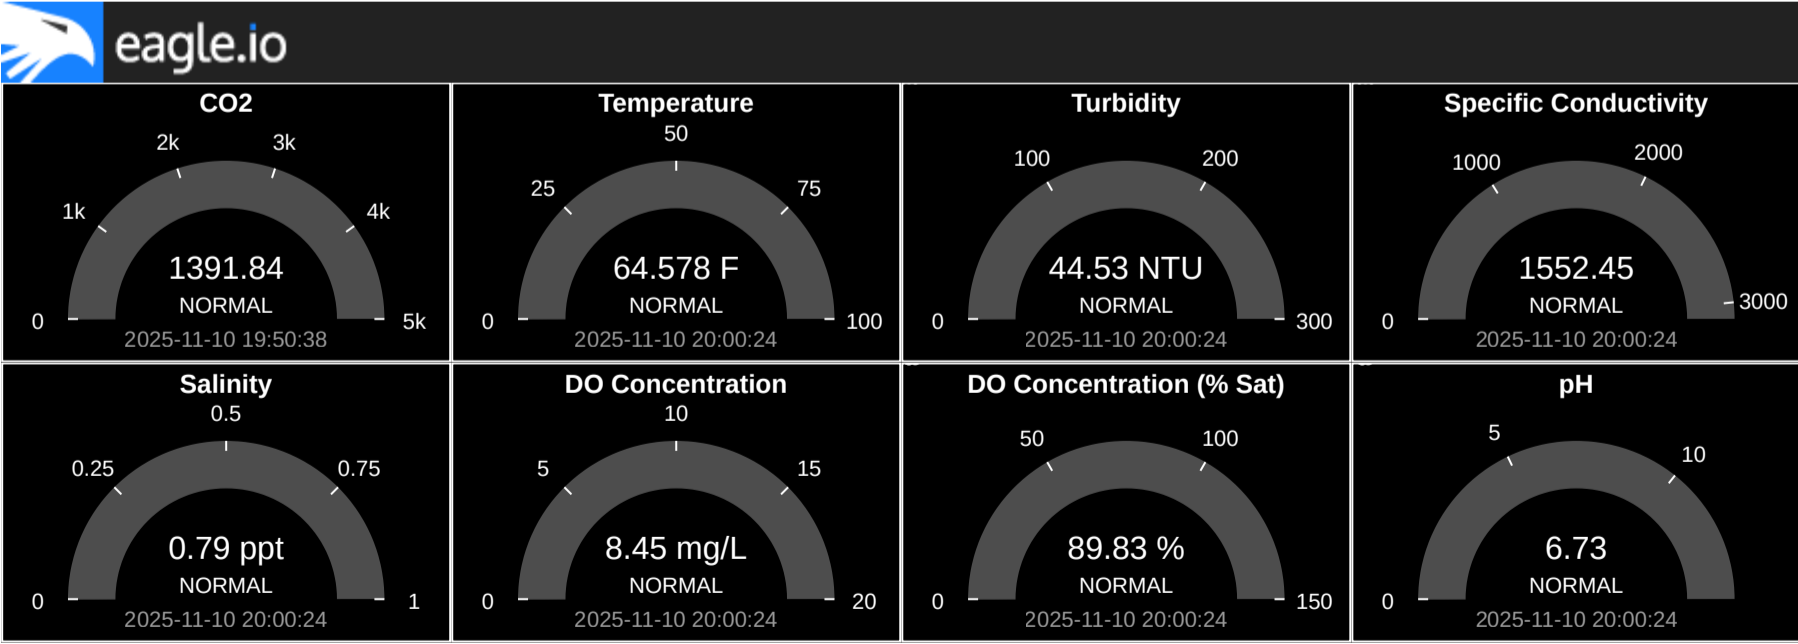 eagle.io
CO2
0
1k
2k
3k
4k
5k
1391.84
NORMAL
2025-11-10 19:50:38
Temperature
0
25
50
75
100
64.578 F
NORMAL
2025-11-10 20:00:24
Turbidity
0
100
200
300
44.53 NTU
NORMAL
2025-11-10 20:00:24
Specific Conductivity
0
1000
2000
3000
1552.45
NORMAL
2025-11-10 20:00:24
Salinity
0
0.25
0.5
0.75
1
0.79 ppt
NORMAL
2025-11-10 20:00:24
DO Concentration
0
5
10
15
20
8.45 mg/L
NORMAL
2025-11-10 20:00:24
DO Concentration (% Sat)
0
50
100
150
89.83 %
NORMAL
2025-11-10 20:00:24
pH
0
5
10
6.73
NORMAL
2025-11-10 20:00:24